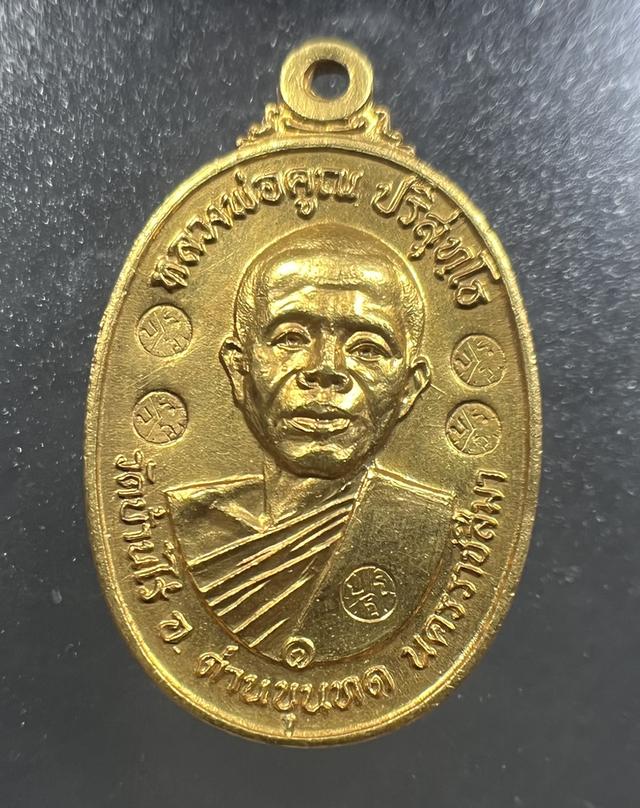 หลวงพ่อคูณ ปริสุทฺโธ
วัดบ้านไร่ อ. ด่านขุนทด นครราชสีมา
๑